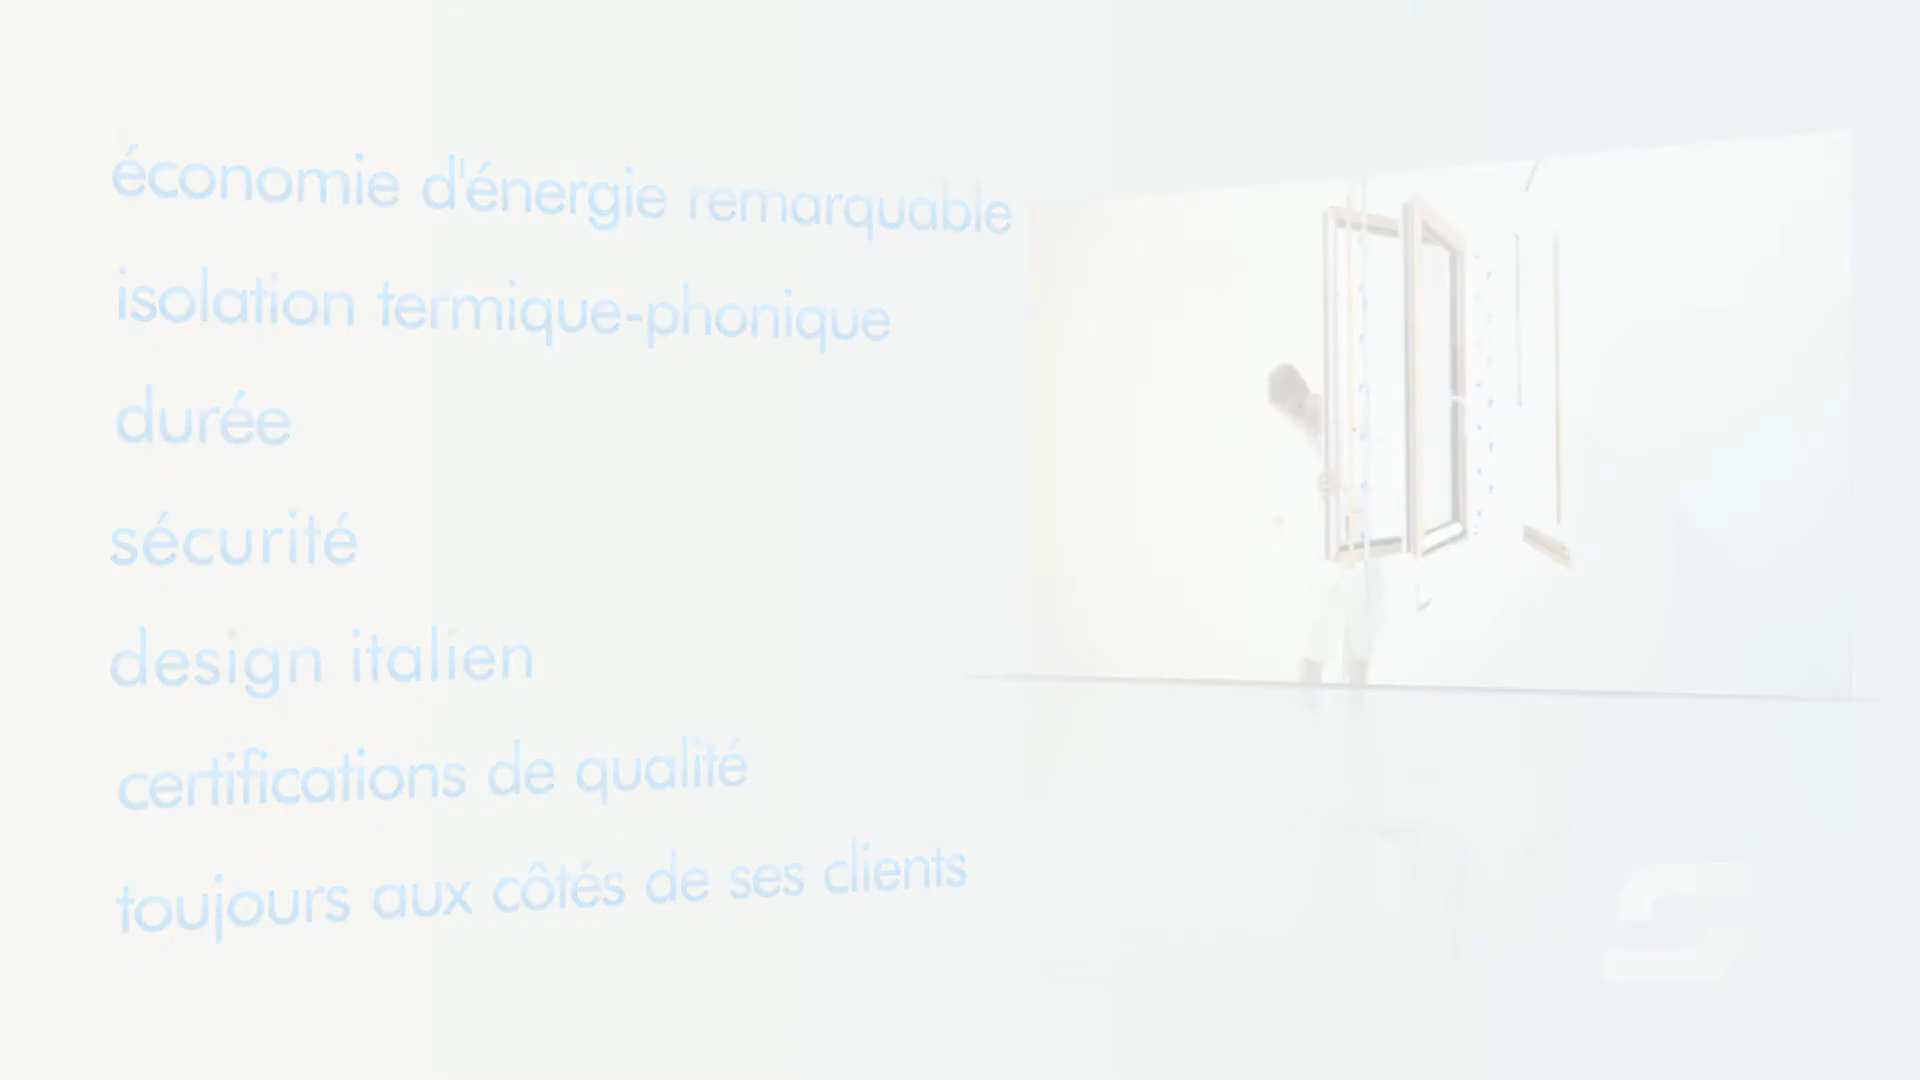 économie d'énergie remarquable
isolation termique-phonique
durée
sécurité
design italien
certifications de qualité
toujours aux côtés de ses clients